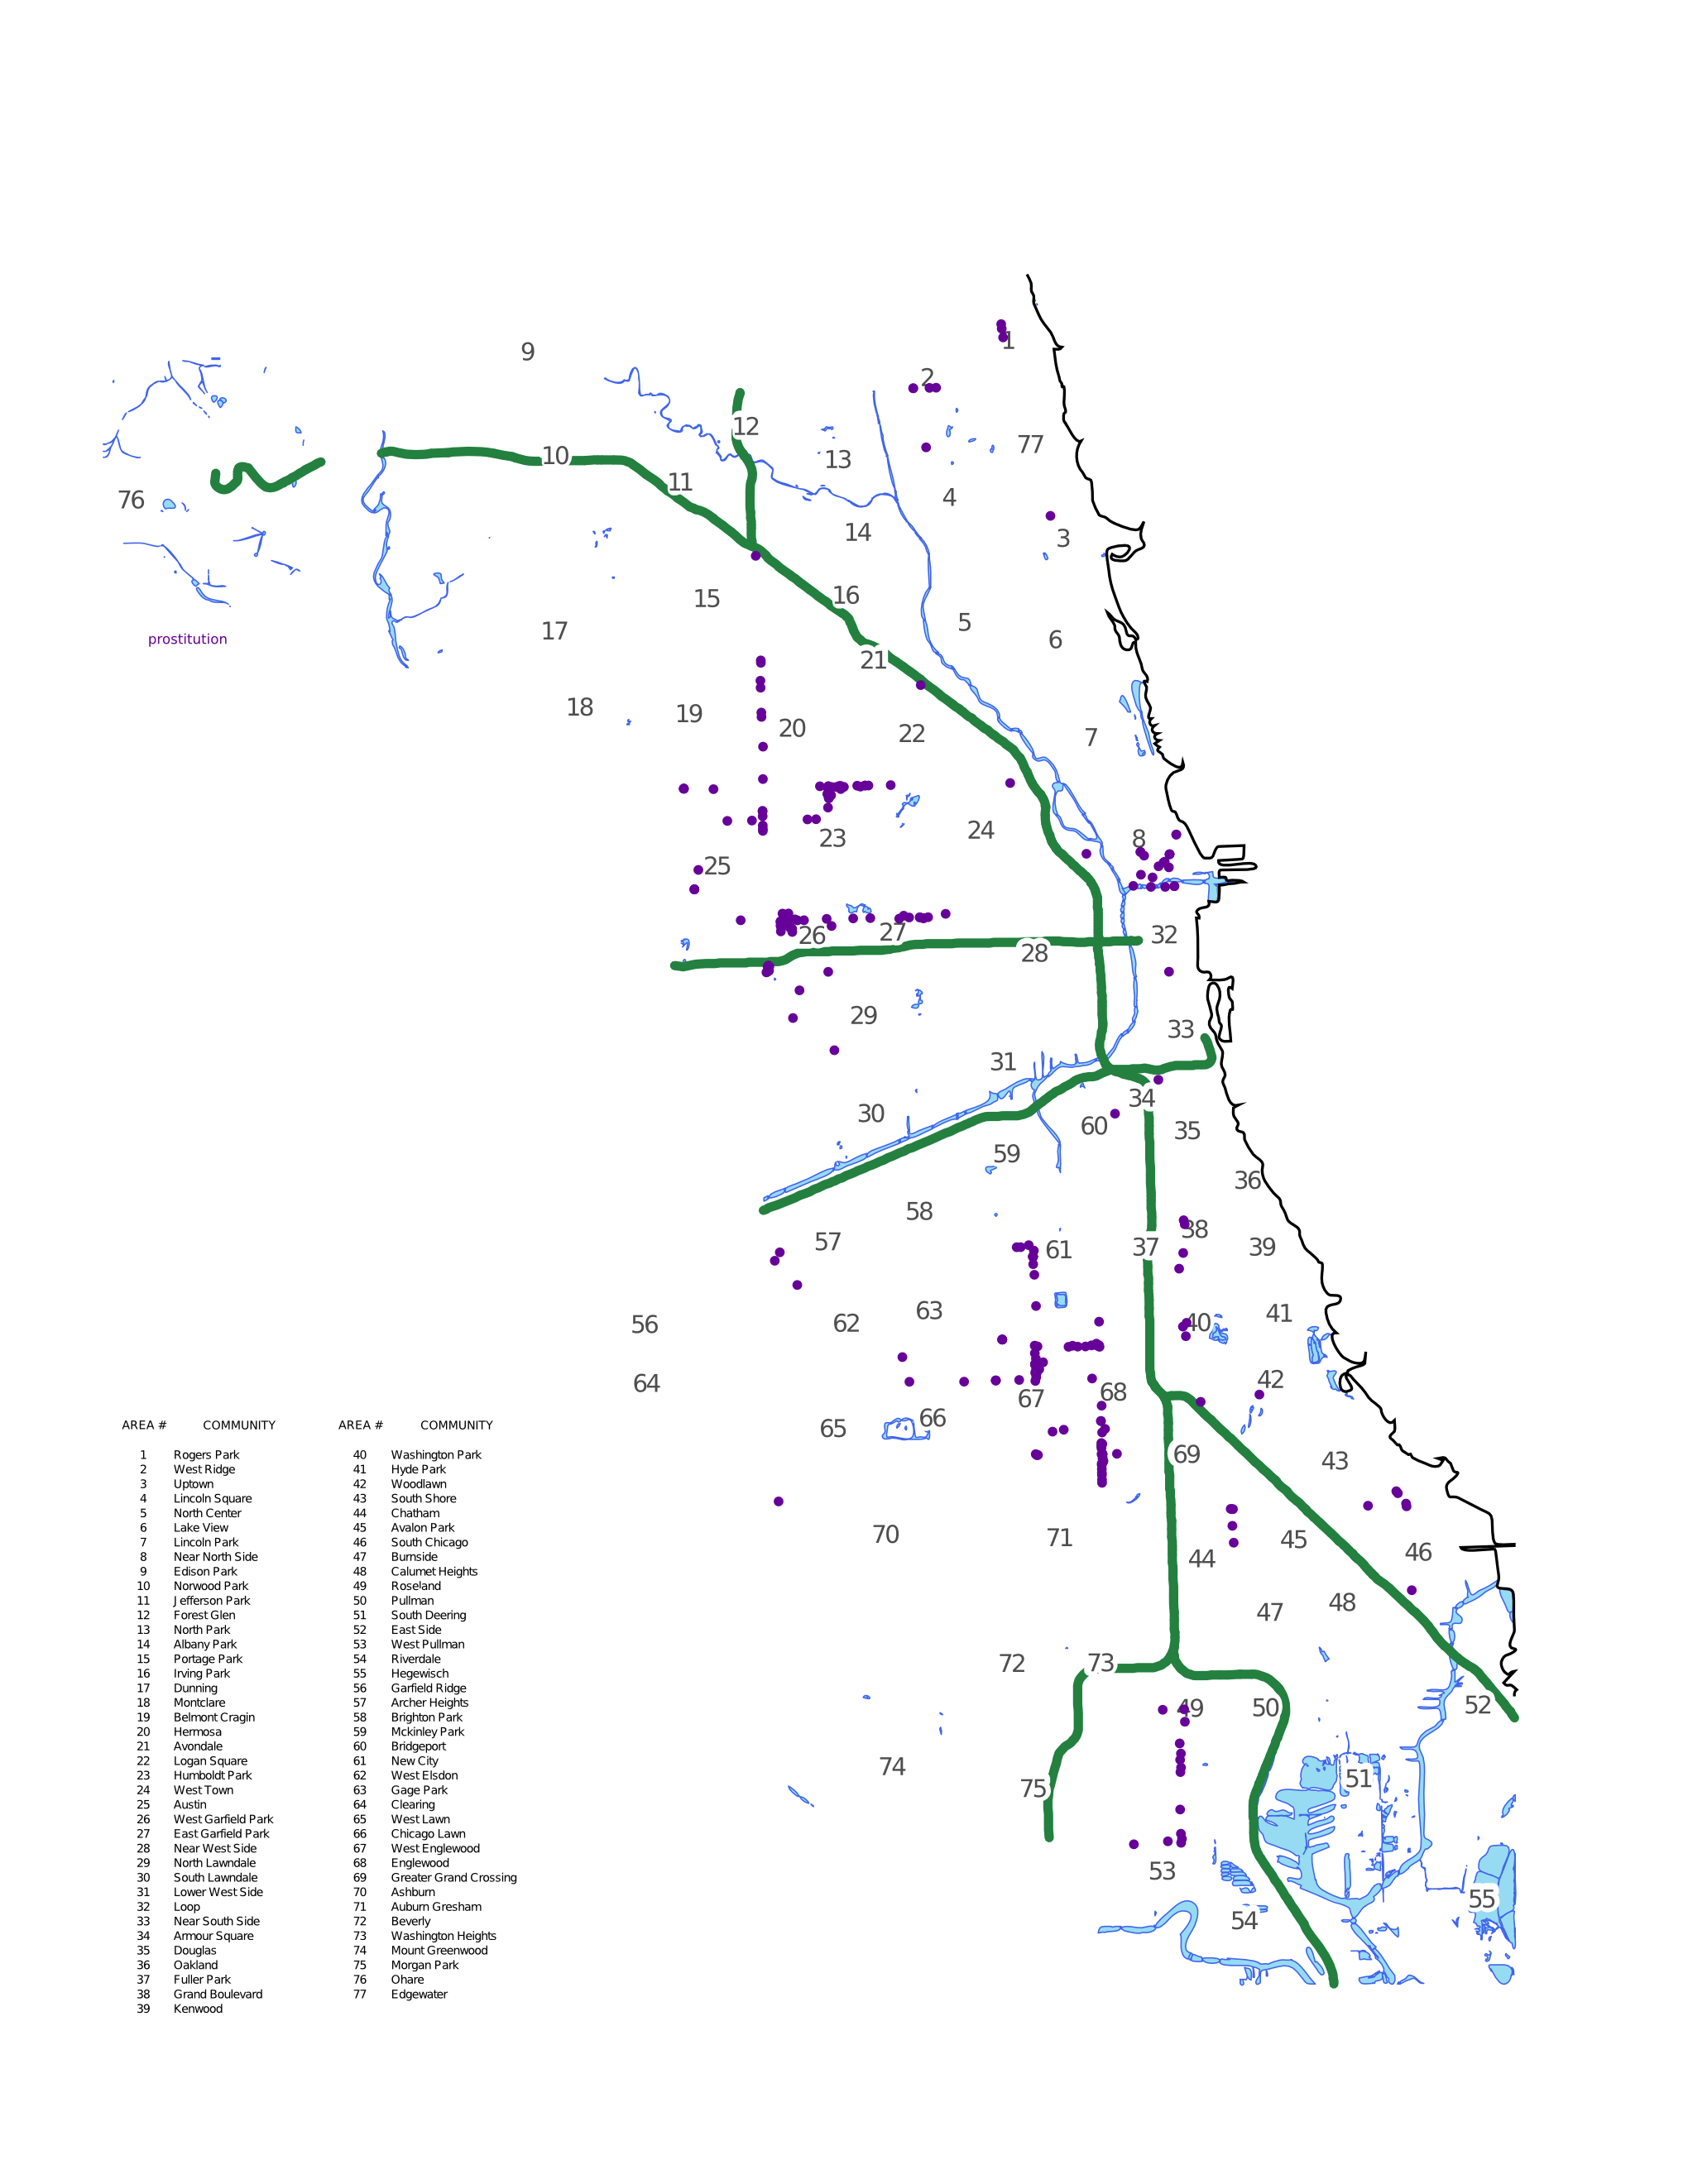 1
9
2
12
77
10
13
11
76
4
14
3
16
15
5
17
prostitution
6
21
18
19
20
22
7
24
23
8
25
26
27
32
28
29
33
31
34
30
60
35
59
36
58
57
38
61
37
39
63
41
56
62
40
64
42
67
68
66
65
69
43
70
71
45
46
44
48
47
72
73
49
50
52
74
51
75
53
55
54
AREA # COMMUNITY AREA # COMMUNITY
1 Rogers Park 40 Washington Park
2 West Ridge 41 Hyde Park
3 Uptown 42 Woodlawn
4 Lincoln Square 43 South Shore
5 North Center 44 Chatham
6 Lake View 45 Avalon Park
7 Lincoln Park 46 South Chicago
8 Near North Side 47 Burnside
9 Edison Park 48 Calumet Heights
10 Norwood Park 49 Roseland
11 Jefferson Park 50 Pullman
12 Forest Glen 51 South Deering
13 North Park 52 East Side
14 Albany Park 53 West Pullman
15 Portage Park 54 Riverdale
16 Irving Park 55 Hegewisch
17 Dunning 56 Garfield Ridge
18 Montclare 57 Archer Heights
19 Belmont Cragin 58 Brighton Park
20 Hermosa 59 Mckinley Park
21 Avondale 60 Bridgeport
22 Logan Square 61 New City
23 Humboldt Park 62 West Elsdon
24 West Town 63 Gage Park
25 Austin 64 Clearing
26 West Garfield Park 65 West Lawn
27 East Garfield Park 66 Chicago Lawn
28 Near West Side 67 West Englewood
29 North Lawndale 68 Englewood
30 South Lawndale 69 Greater Grand Crossing
31 Lower West Side 70 Ashburn
32 Loop 71 Auburn Gresham
33 Near South Side 72 Beverly
34 Armour Square 73 Washington Heights
35 Douglas 74 Mount Greenwood
36 Oakland 75 Morgan Park
37 Fuller Park 76 Ohare
38 Grand Boulevard 77 Edgewater
39 Kenwood